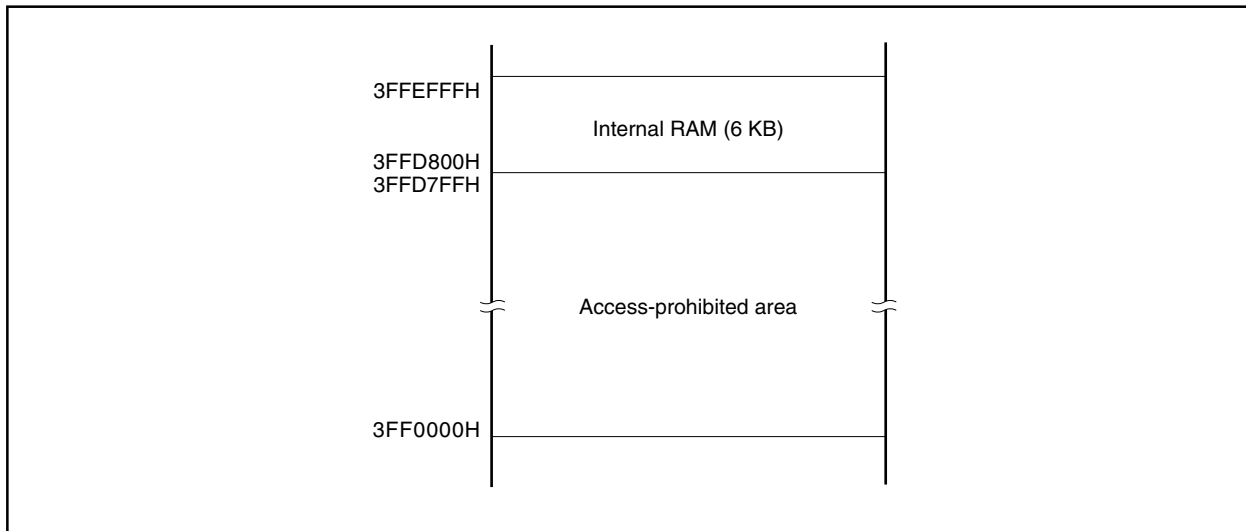 3FFEFFFH
Internal RAM (6 KB)
3FFD800H
3FFD7FFH
Access-prohibited area
3FF0000H